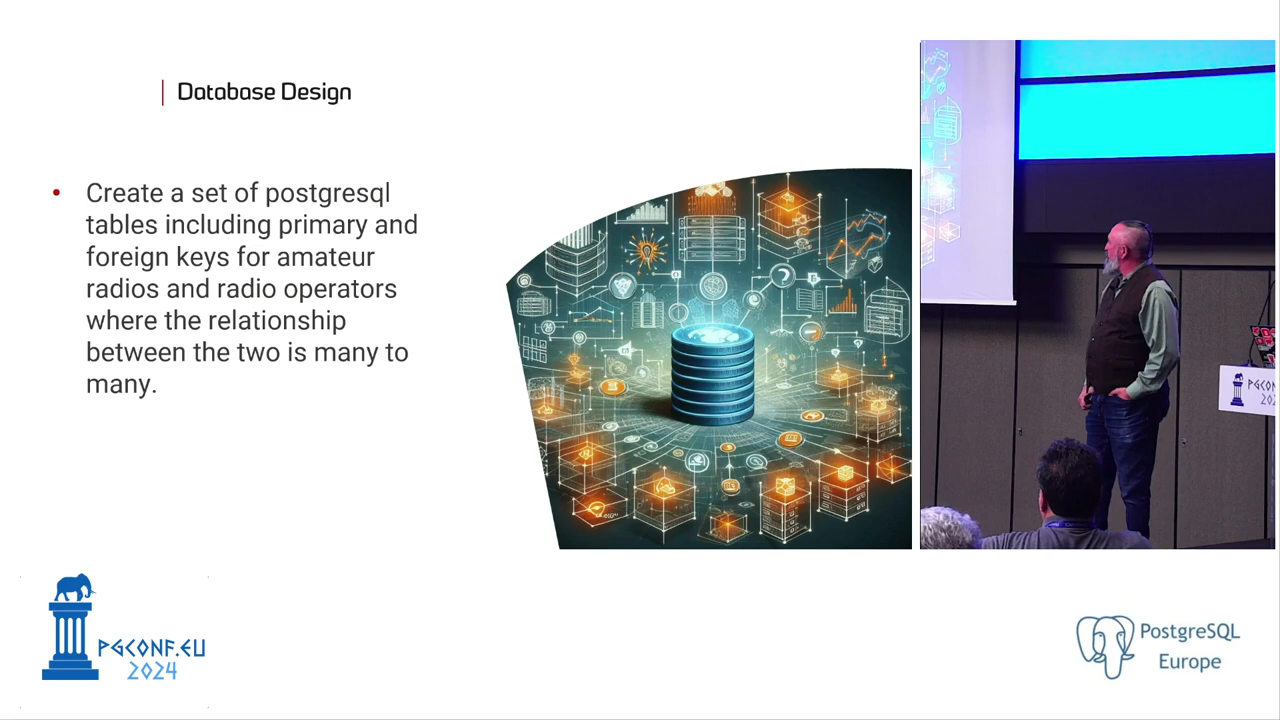 Database Design
• Create a set of postgresql
tables including primary and
foreign keys for amateur
radios and radio operators
where the relationship
between the two is many to
many.
PGCONF.EU
2024
PostgreSQL
Europe